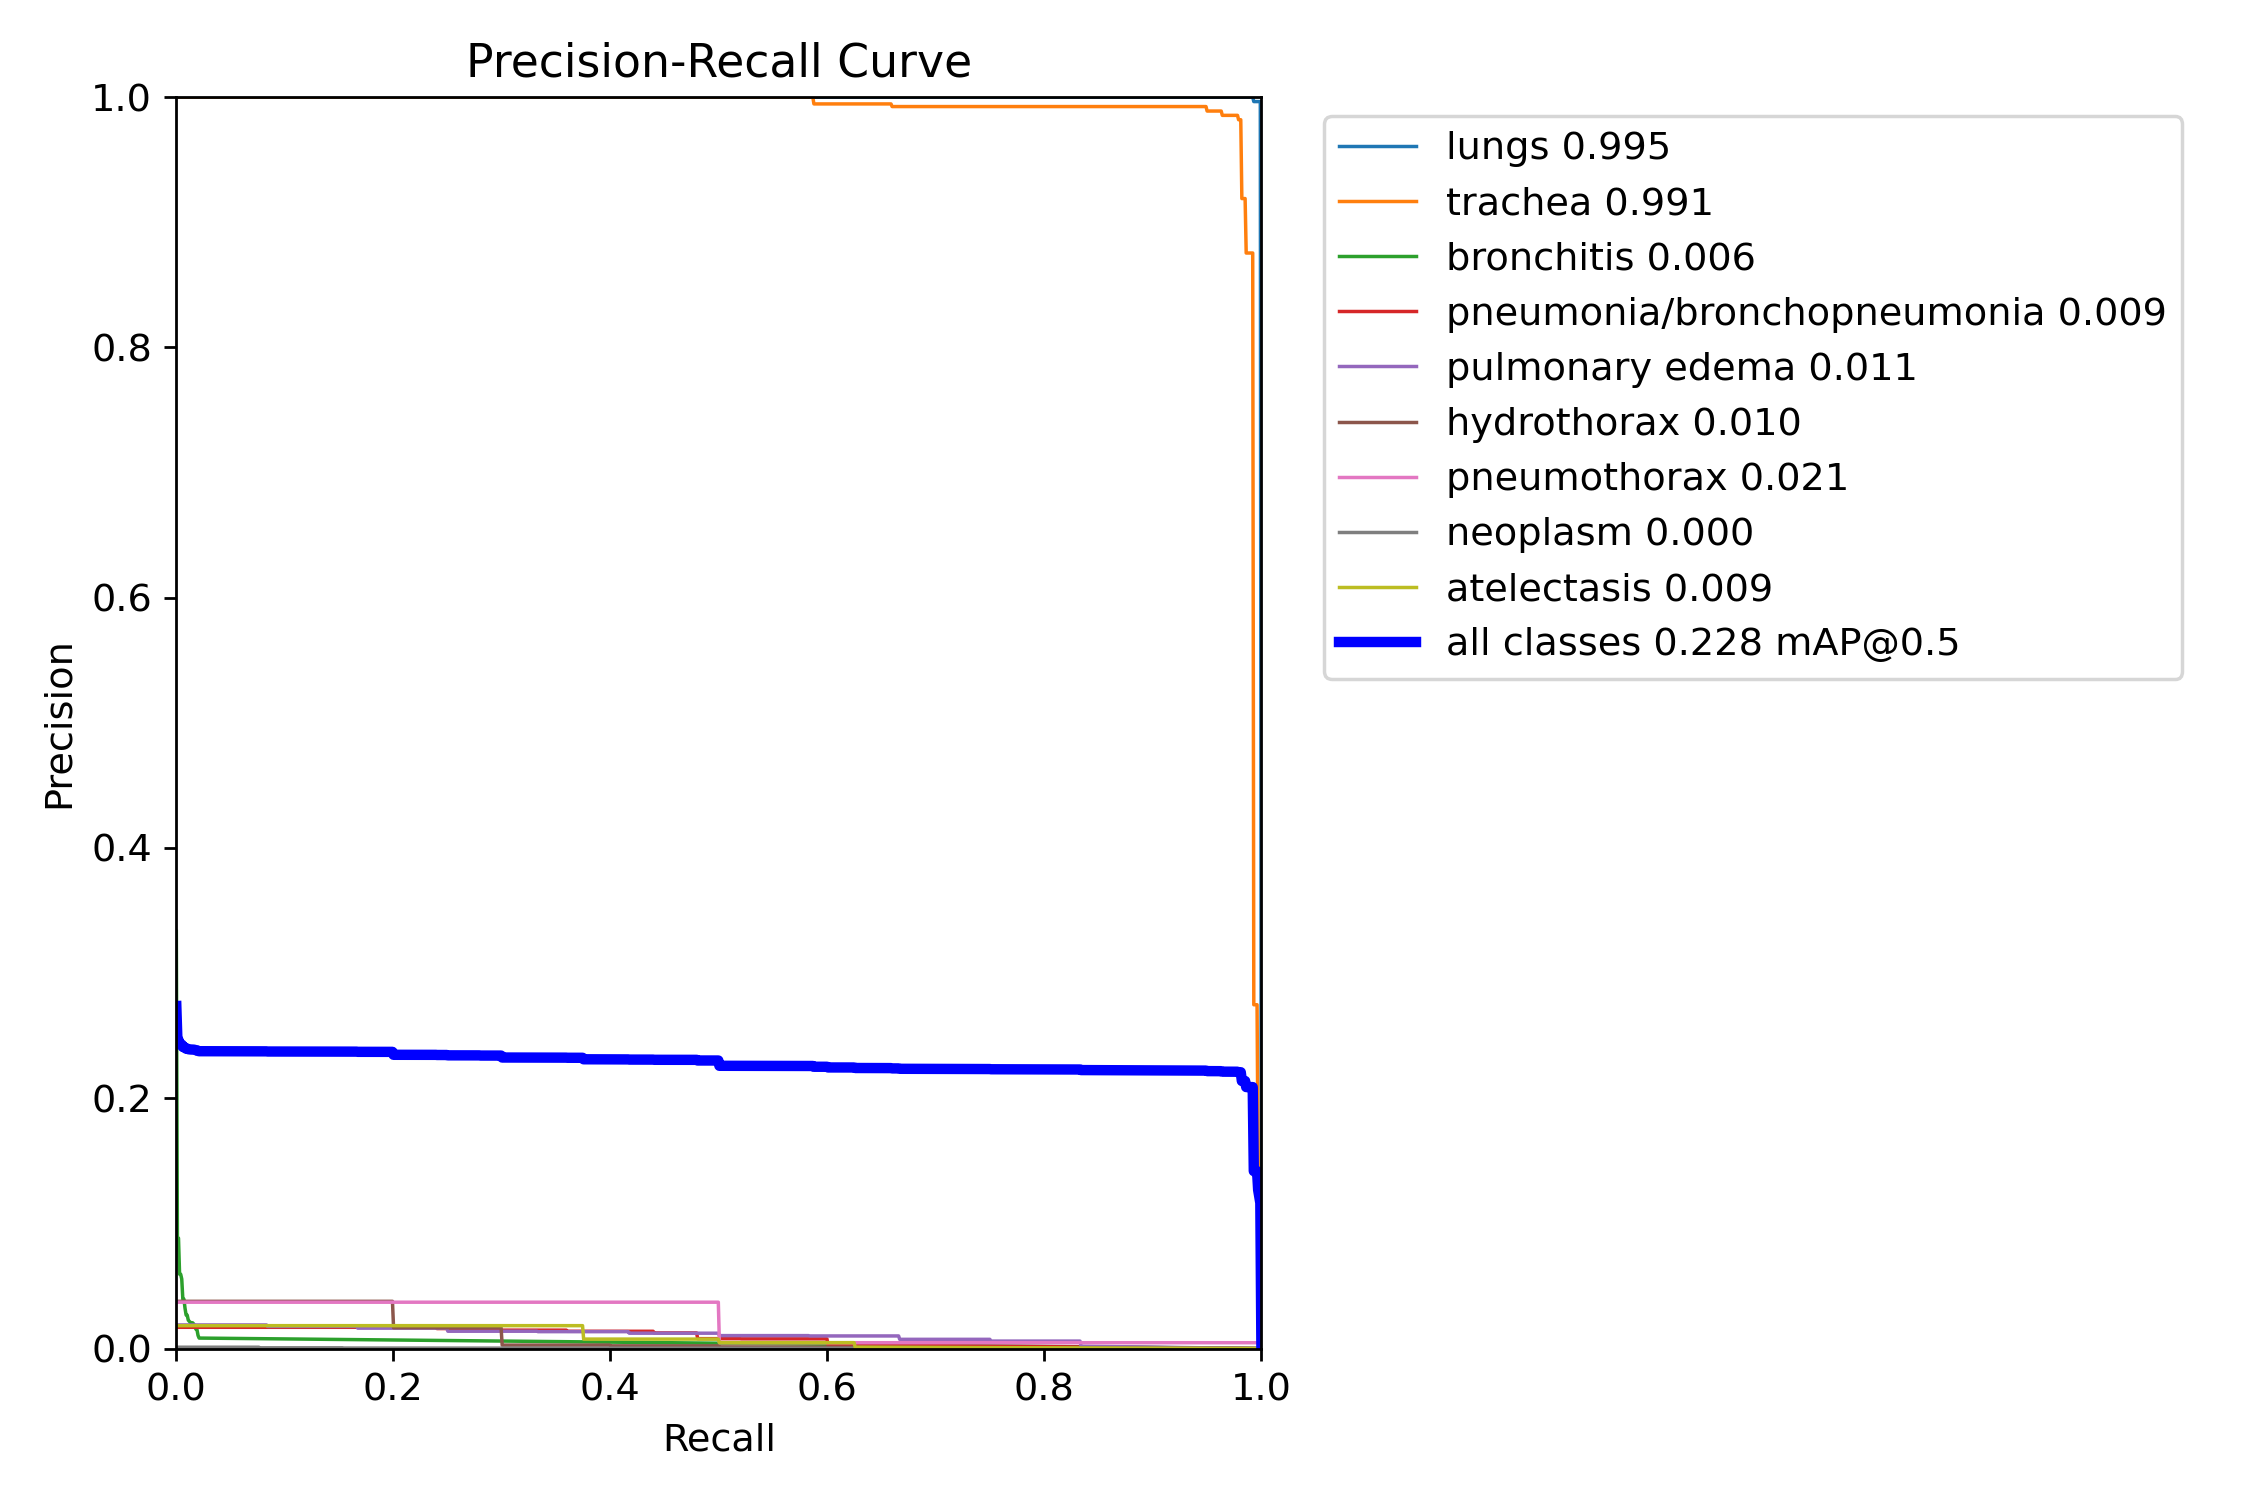 Precision-Recall Curve
1.0
0.8
0.6
0.4
0.2
0.0
Precision
0.0 0.2 0.4 0.6 0.8 1.0
Recall
lungs 0.995
trachea 0.991
bronchitis 0.006
pneumonia/bronchopneumonia 0.009
pulmonary edema 0.011
hydrothorax 0.010
pneumothorax 0.021
neoplasm 0.000
atelectasis 0.009
all classes 0.228 mAP@0.5